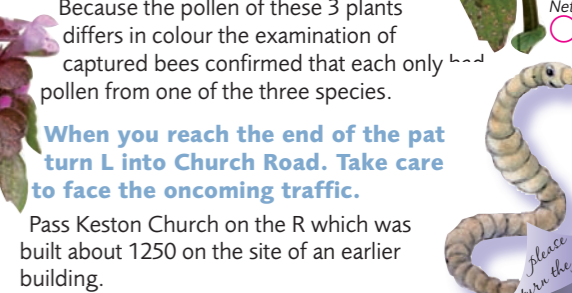 Because the pollen of these 3 plants
differs in colour the examination of
captured bees confirmed that each only had
pollen from one of the three species.
When you reach the end of the
turn L into Church Road. Take care
to face the oncoming traffic.
Pass Keston Church on the R which was
built about 1250 on the site of an earlier
building.
please
the